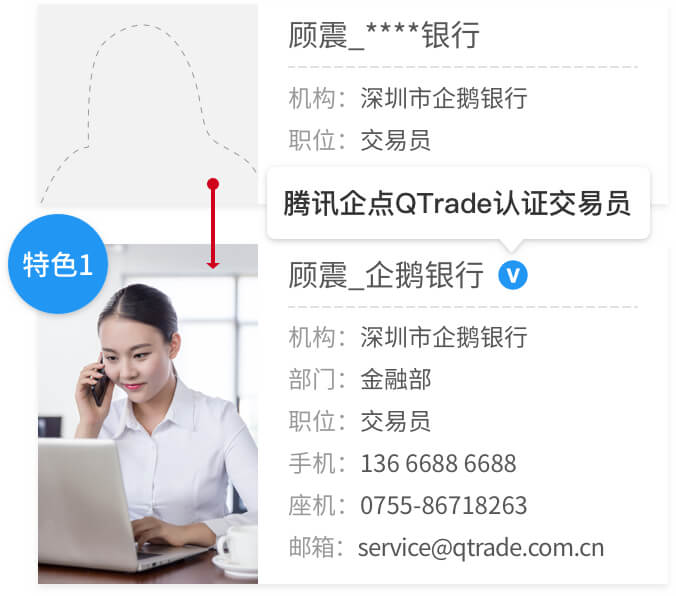 顾震_****银行
机构：深圳市企鹅银行
职位：交易员
腾讯企点QTrade认证交易员
特色1
顾震_企鹅银行 V
机构：深圳市企鹅银行
部门：金融部
职位：交易员
手机：136 6688 6688
座机：0755-86718263
邮箱：service@qtrade.com.cn